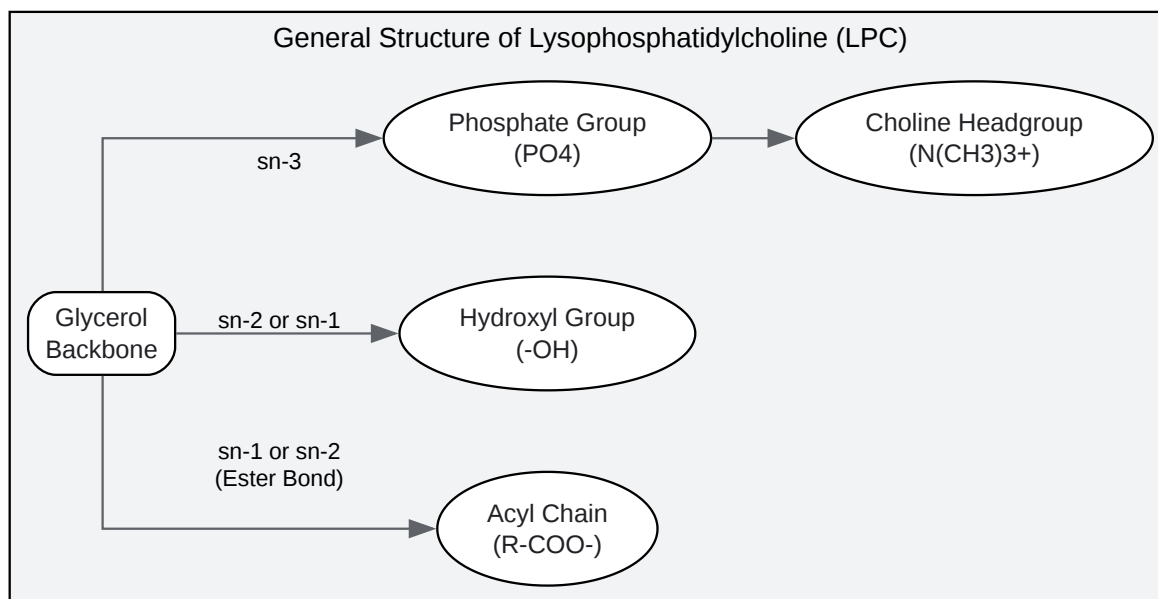 General Structure of Lysophosphatidylcholine (LPC)
Phosphate Group
(PO4)
Choline Headgroup
(N(CH3)3+)
sn-3
Glycerol
Backbone
sn-2 or sn-1
Hydroxyl Group
(-OH)
sn-1 or sn-2
(Ester Bond)
Acyl Chain
(R-COO-)